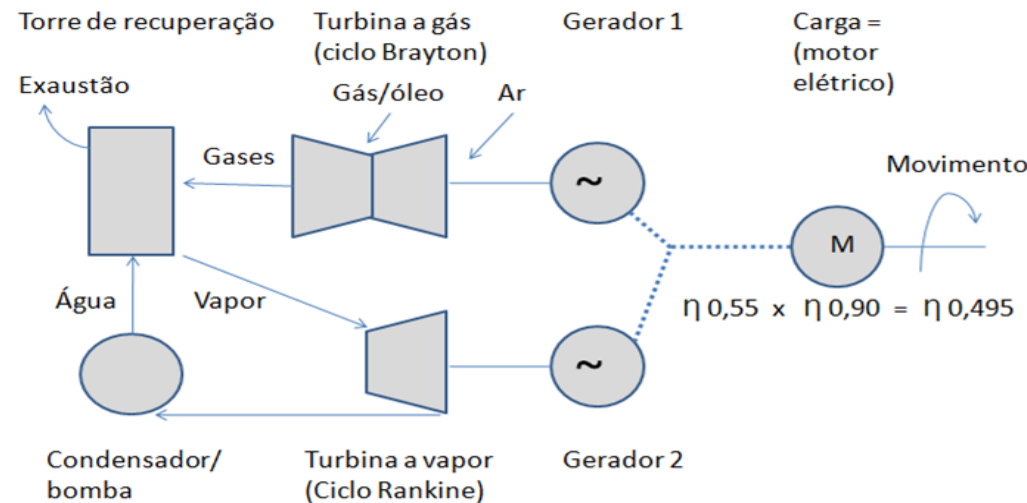 Torre de recuperação
Turbina a gás
(ciclo Brayton)
Gerador 1
Carga =
(motor
elétrico)
Exaustão
Gás/óleo
Ar
Gases
~
Movimento
M
Água
Vapor
η 0,55 x η 0,90 = η 0,495
~
Condensador/
bomba
Turbina a vapor
(Ciclo Rankine)
Gerador 2